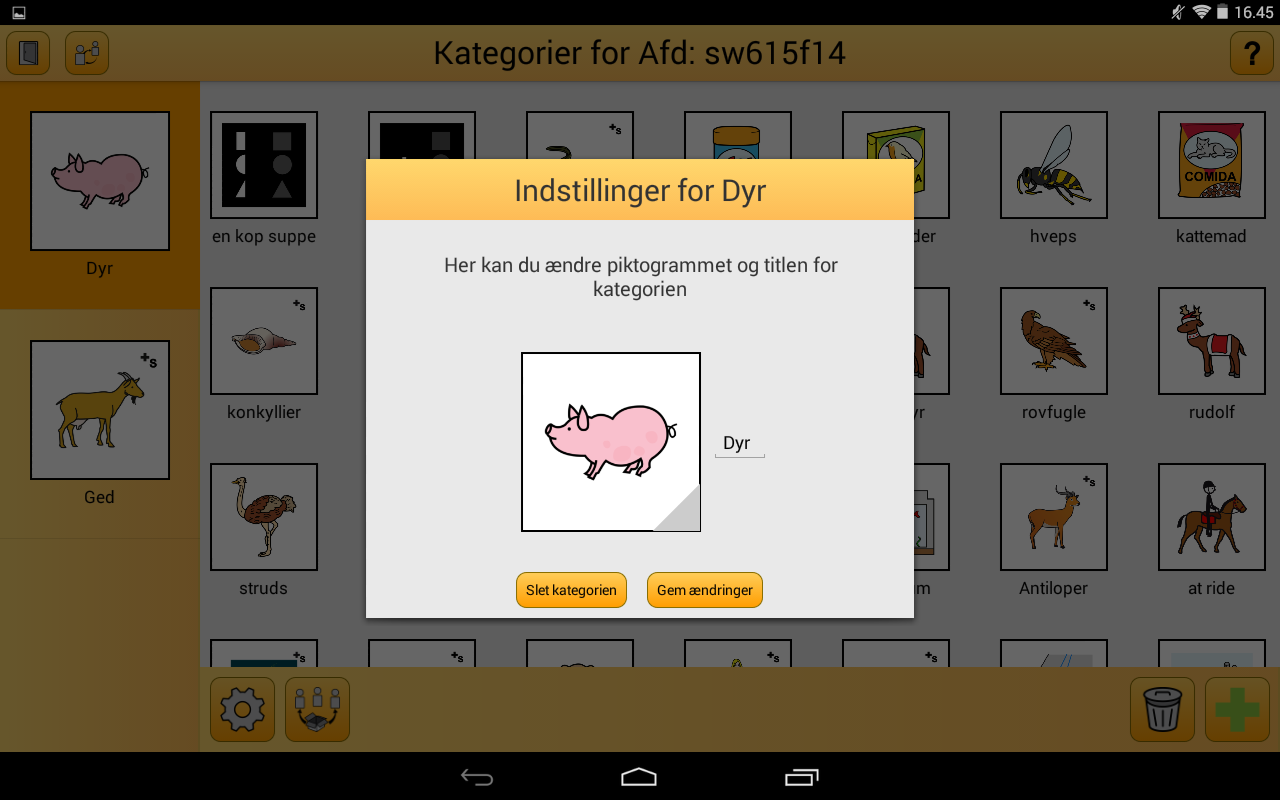 16.45
Kategorier for Afd: sw615f14
?
Dyr
Ged
+s
en kop suppe
+s
hveps
COMIDA
kattemad
+s
konkyllier
+s
rovfugle
rudolf
struds
+s
Antiloper
at ride
+s
+s
+s
+s
Indstillinger for Dyr
Her kan du ændre piktogrammet og titlen for
kategorien
Dyr
Slet kategorien
Gem ændringer